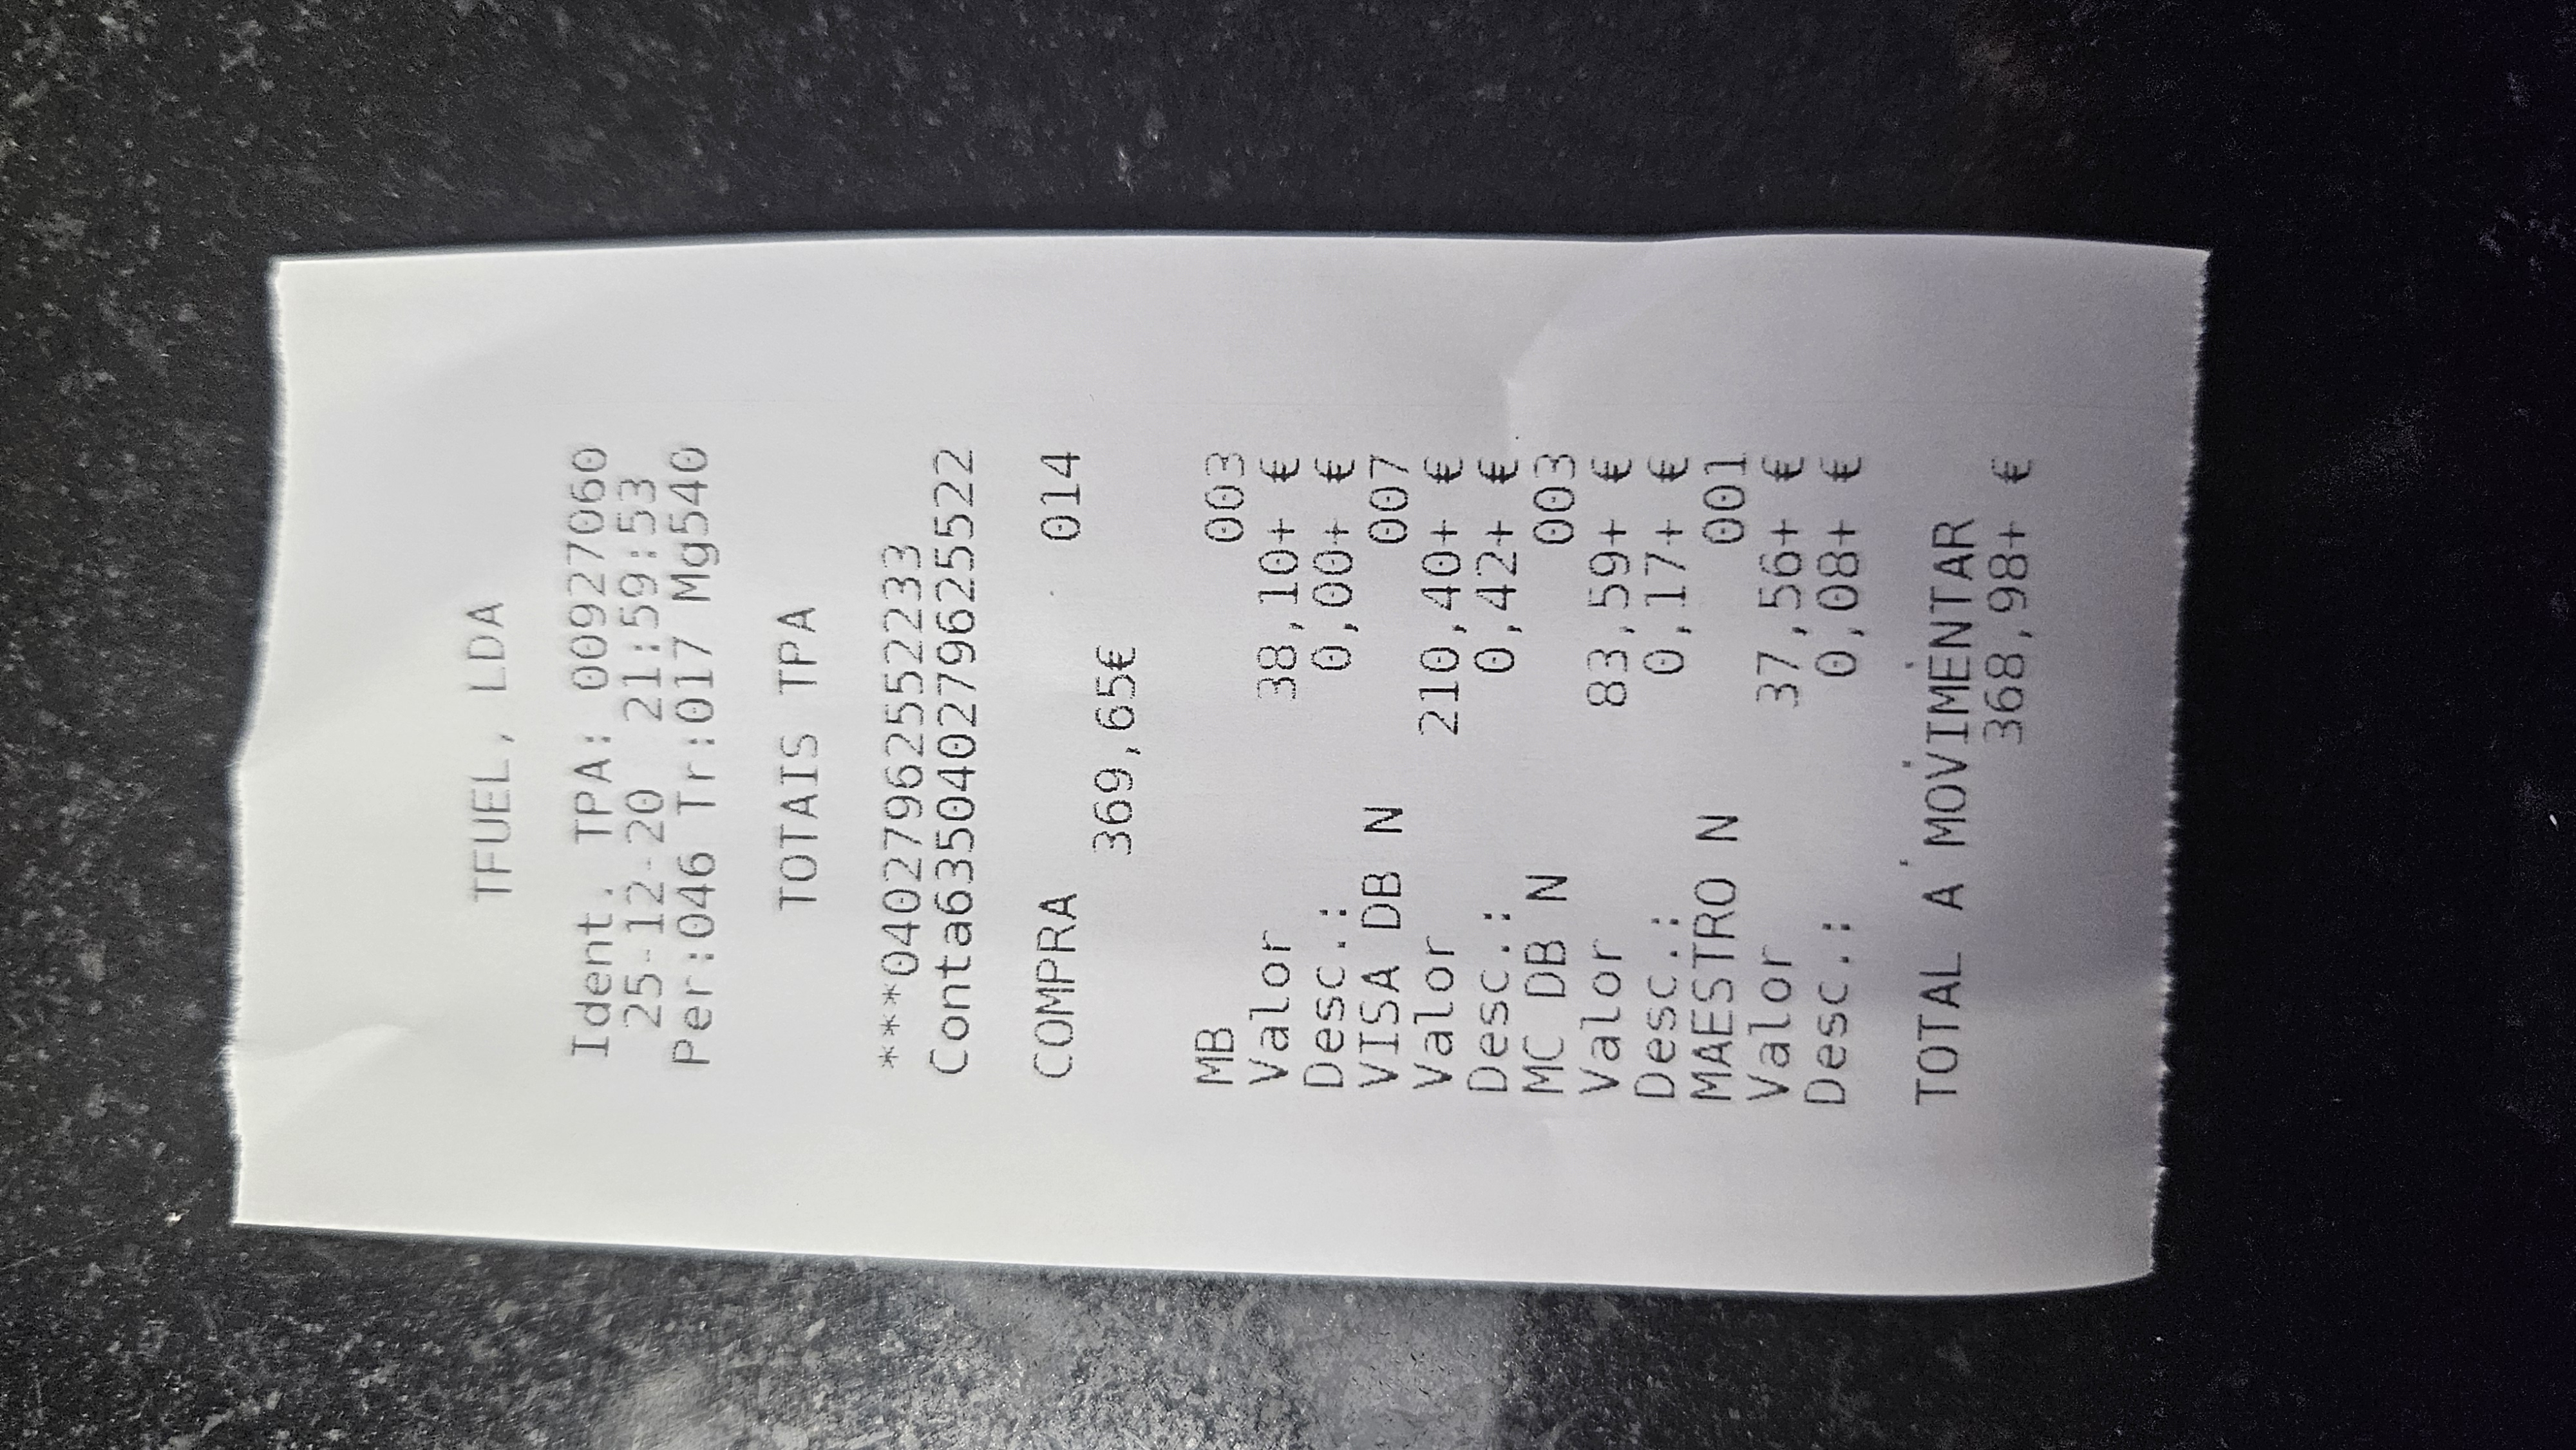 TFUEL, LDA
Ident. TPA: 00927060
25-12-20 21:59:53
Per:046 Tr:017 Mg540
TOTAIS TPA
***04027962552233
Conta6350402796255522
COMPRA 014
369,65€
MB 003
Valor 38,10+ €
Desc.: 0,00+ €
VISA DB N 007
Valor 210,40+ €
Desc.: 0,42+ €
MC DB N 003
Valor 83,59+ €
Desc.: 0,17+ €
MAESTRO N 001
Valor 37,56+ €
Desc.: 0,08+ €
TOTAL A MOVIMENTAR
368,98+ €